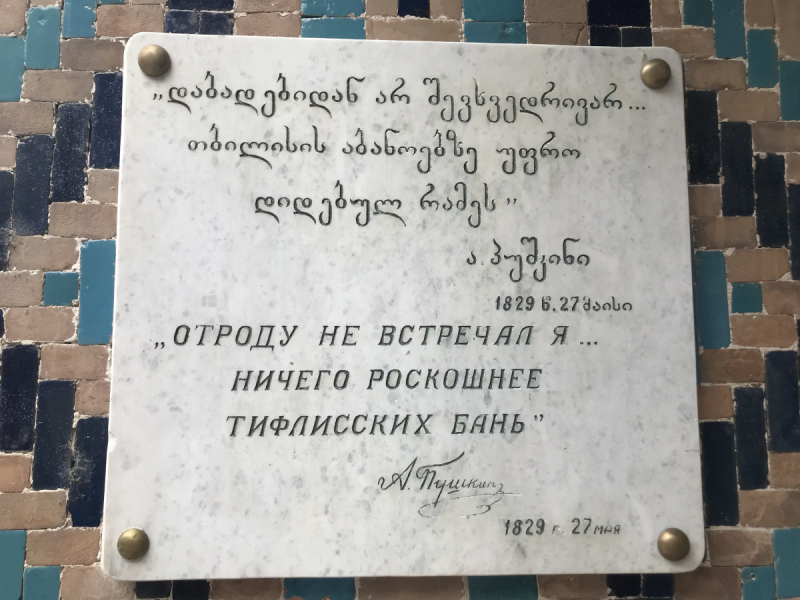 „დაბადებიდან არ შევხვედრივარ...
თბილისის აბანოებზე უფრო
დიდებულ რამეს”
ა. პუშკინი
1829 წ. 27 მაისი
„ОТРОДУ НЕ ВСТРЕЧАЛ Я...
НИЧЕГО РОСКОШНЕЕ
ТИФЛИССКИХ БАНЬ”
А. Пушкин
1829 г. 27 мая